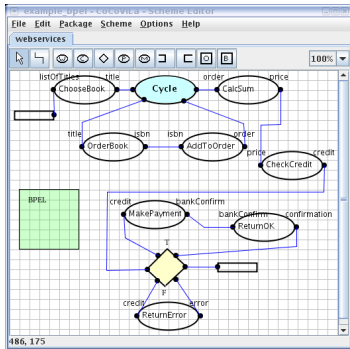 example_bpel - CoCoViLa - Scheme Editor
File Edit Package Scheme Options Help
webservices
B.
100%
listOfTitles title order price
ChooseBook Cycle CalcSum
title isbn isbn order
OrderBook AddToOrder
price credit
CheckCredit
BPEL
credit bankConfirm
MakePayment bankConfirm confirmation
ReturnOK
T
F
credit error
ReturnError
486, 175